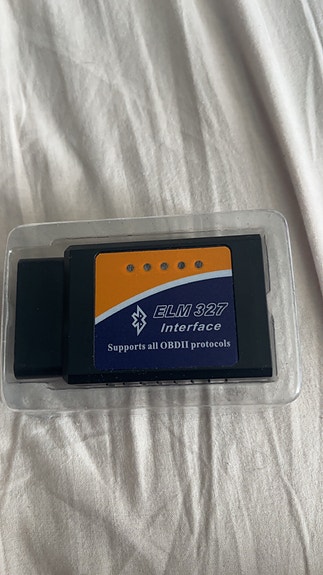 ELM 327
Interface
Supports all OBDII protocols